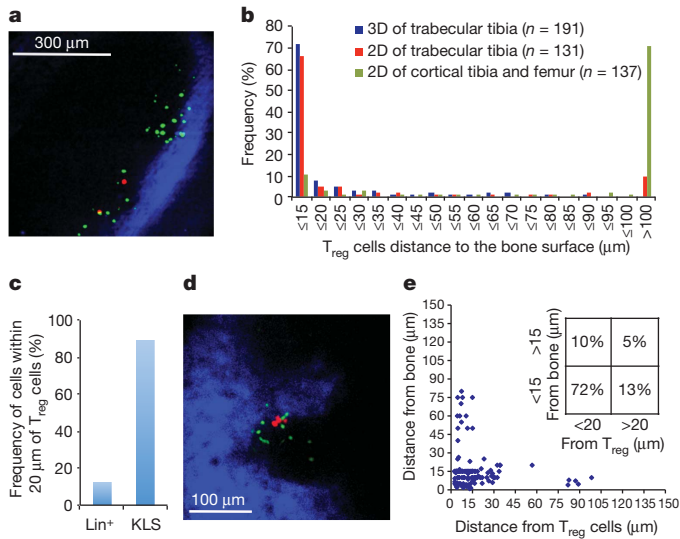 a
300 μm
b
Frequency (%)
80
70
60
50
40
30
20
10
0
3D of trabecular tibia (n = 191)
2D of trabecular tibia (n = 131)
2D of cortical tibia and femur (n = 137)
≤15
≤20
≤25
≤30
≤35
≤40
≤45
≤50
≤55
≤60
≤65
≤70
≤75
≤80
≤85
≤90
≤95
≤100
>100
Treg cells distance to the bone surface (μm)
c
Frequency of cells within
20 μm of Treg cells (%)
100
80
60
40
20
0
Lin+ KLS
d
100 μm
e
Distance from bone (μm)
150
135
120
105
90
75
60
45
30
15
0
0 15 30 45 60 75 90 105 120 135 150
Distance from Treg cells (μm)
From bone (μm)
<15 >15
10% 5%
72% 13%
<20 >20
From Treg (μm)